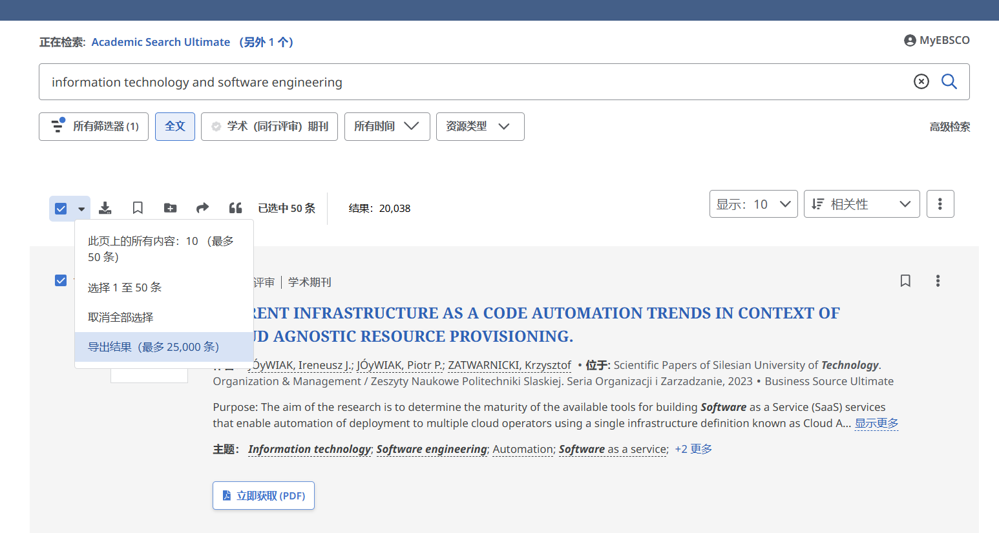 正在检索: Academic Search Ultimate （另外 1 个）
MyEBSCO
information technology and software engineering
所有筛选器 (1)
全文
学术（同行评审）期刊
所有时间
资源类型
高级检索
已选中 50 条
结果：20,038
显示：10
相关性
此页上的所有内容：10 （最多
50 条）
选择 1 至 50 条
取消全部选择
导出结果（最多 25,000 条）
评审 | 学术期刊
RENT INFRASTRUCTURE AS A CODE AUTOMATION TRENDS IN CONTEXT OF
UD AGNOSTIC RESOURCE PROVISIONING.
JÓyWIAK, Ireneusz J.; JÓyWIAK, Piotr P.; ZATWARNICKI, Krzysztof • 位于: Scientific Papers of Silesian University of Technology.
Organization & Management / Zeszyty Naukowe Politechniki Slaskiej. Seria Organizacji i Zarzadzanie, 2023 • Business Source Ultimate
Purpose: The aim of the research is to determine the maturity of the available tools for building Software as a Service (SaaS) services
that enable automation of deployment to multiple cloud operators using a single infrastructure definition known as Cloud A... 显示更多
主题： Information technology; Software engineering; Automation; Software as a service; +2 更多
立即获取 (PDF)